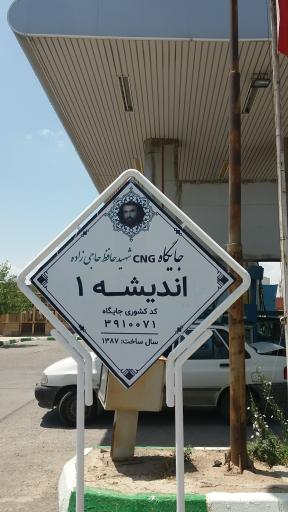 جایگاه CNG شهید حافظ حاجی زاده
اندیشه ۱
کد کشوری جایگاه
۳۹۱۰۰۷۱
سال ساخت: ۱۳۸۷